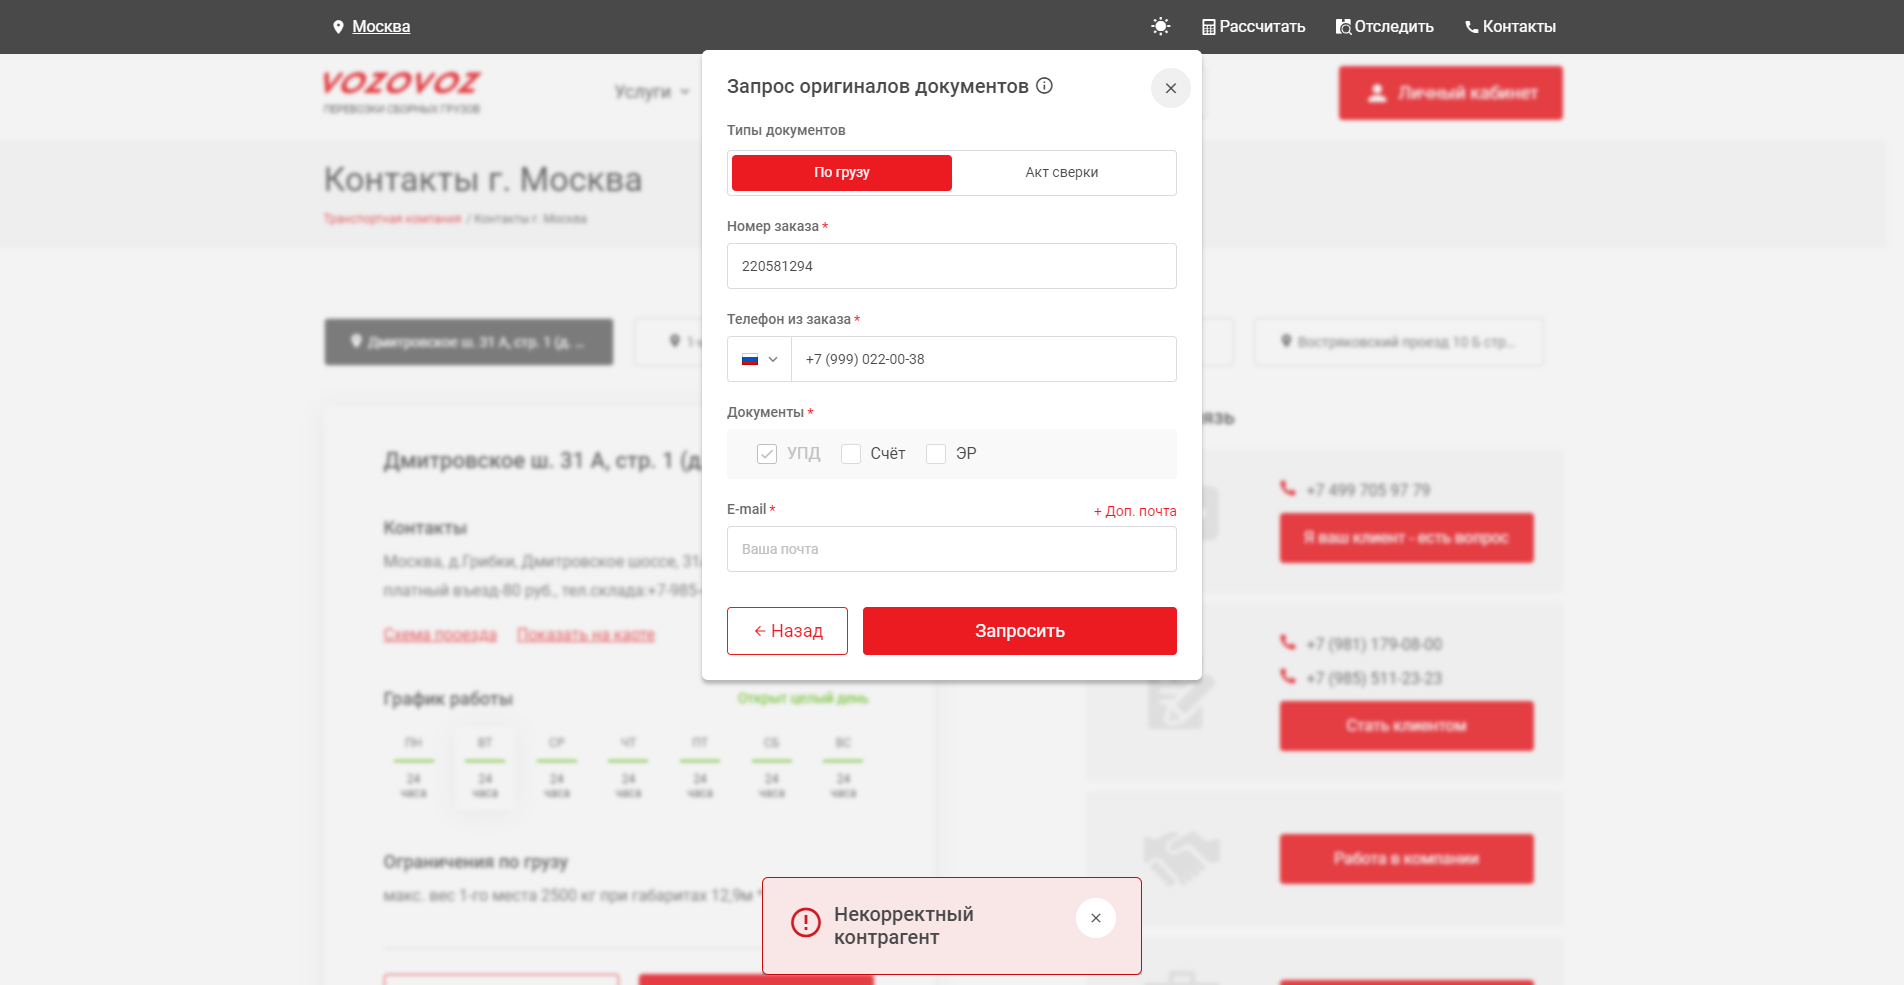 Москва
Рассчитать
Отследить
Контакты
VOZOVOZ
ПЕРЕВОЗКИ СБОРНЫХ ГРУЗОВ
Услуги
Личный кабинет
Контакты г. Москва
Транспортная компания / Контакты г. Москва
Дмитровское ш. 31 А, стр. 1 (д. ...
Востряковский проезд 10 Б стр...
Запрос оригиналов документов
Типы документов
По грузу
Акт сверки
Номер заказа *
220581294
Телефон из заказа *
+7 (999) 022-00-38
Документы *
УПД
Счёт
ЭР
E-mail *
+ Доп. почта
Ваша почта
← Назад
Запросить
Дмитровское ш. 31 А, стр. 1 (д.
Контакты
Москва, д.Грибки, Дмитровское шоссе, 31
платный въезд-80 руб., тел.склада:+7-985-
Схема проезда Показать на карте
График работы
Открыт целый день
ПН ВТ СР ЧТ ПТ СБ ВС
24 24 24 24 24 24 24
часа часа часа часа часа часа часа
Ограничения по грузу
макс. вес 1-го места 2500 кг при габаритах 12,9м *
+7 499 705 97 79
Я ваш клиент - есть вопрос
+7 (981) 179-08-00
+7 (985) 511-23-23
Стать клиентом
Работа в компании
Некорректный
контрагент